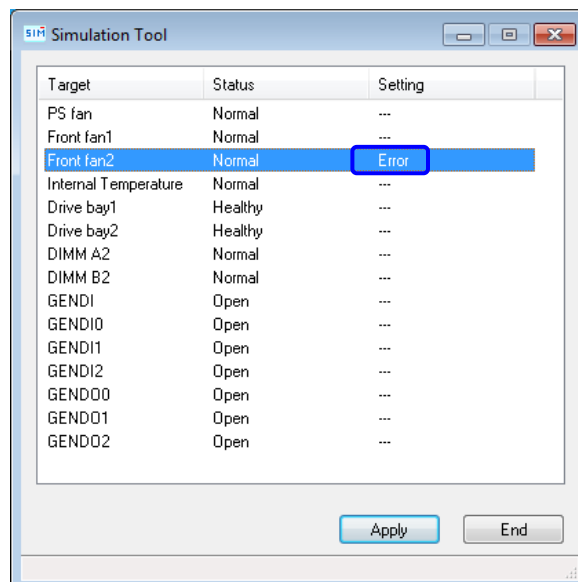 SIM Simulation Tool
Target Status Setting
PS fan Normal ---
Front fan1 Normal ---
Front fan2 Normal Error
Internal Temperature Normal ---
Drive bay1 Healthy ---
Drive bay2 Healthy ---
DIMM A2 Normal ---
DIMM B2 Normal ---
GENDI Open ---
GENDI0 Open ---
GENDI1 Open ---
GENDI2 Open ---
GENDO0 Open ---
GENDO1 Open ---
GENDO2 Open ---
Apply End